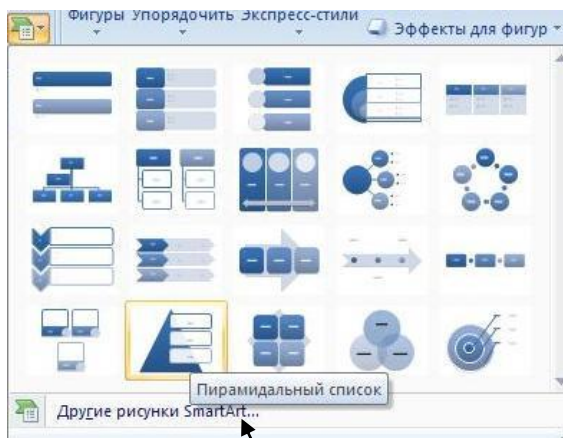 Фигуры Упорядочить Экспресс-стили
Эффекты для фигур
Пирамидальный список
Другие рисунки SmartArt...